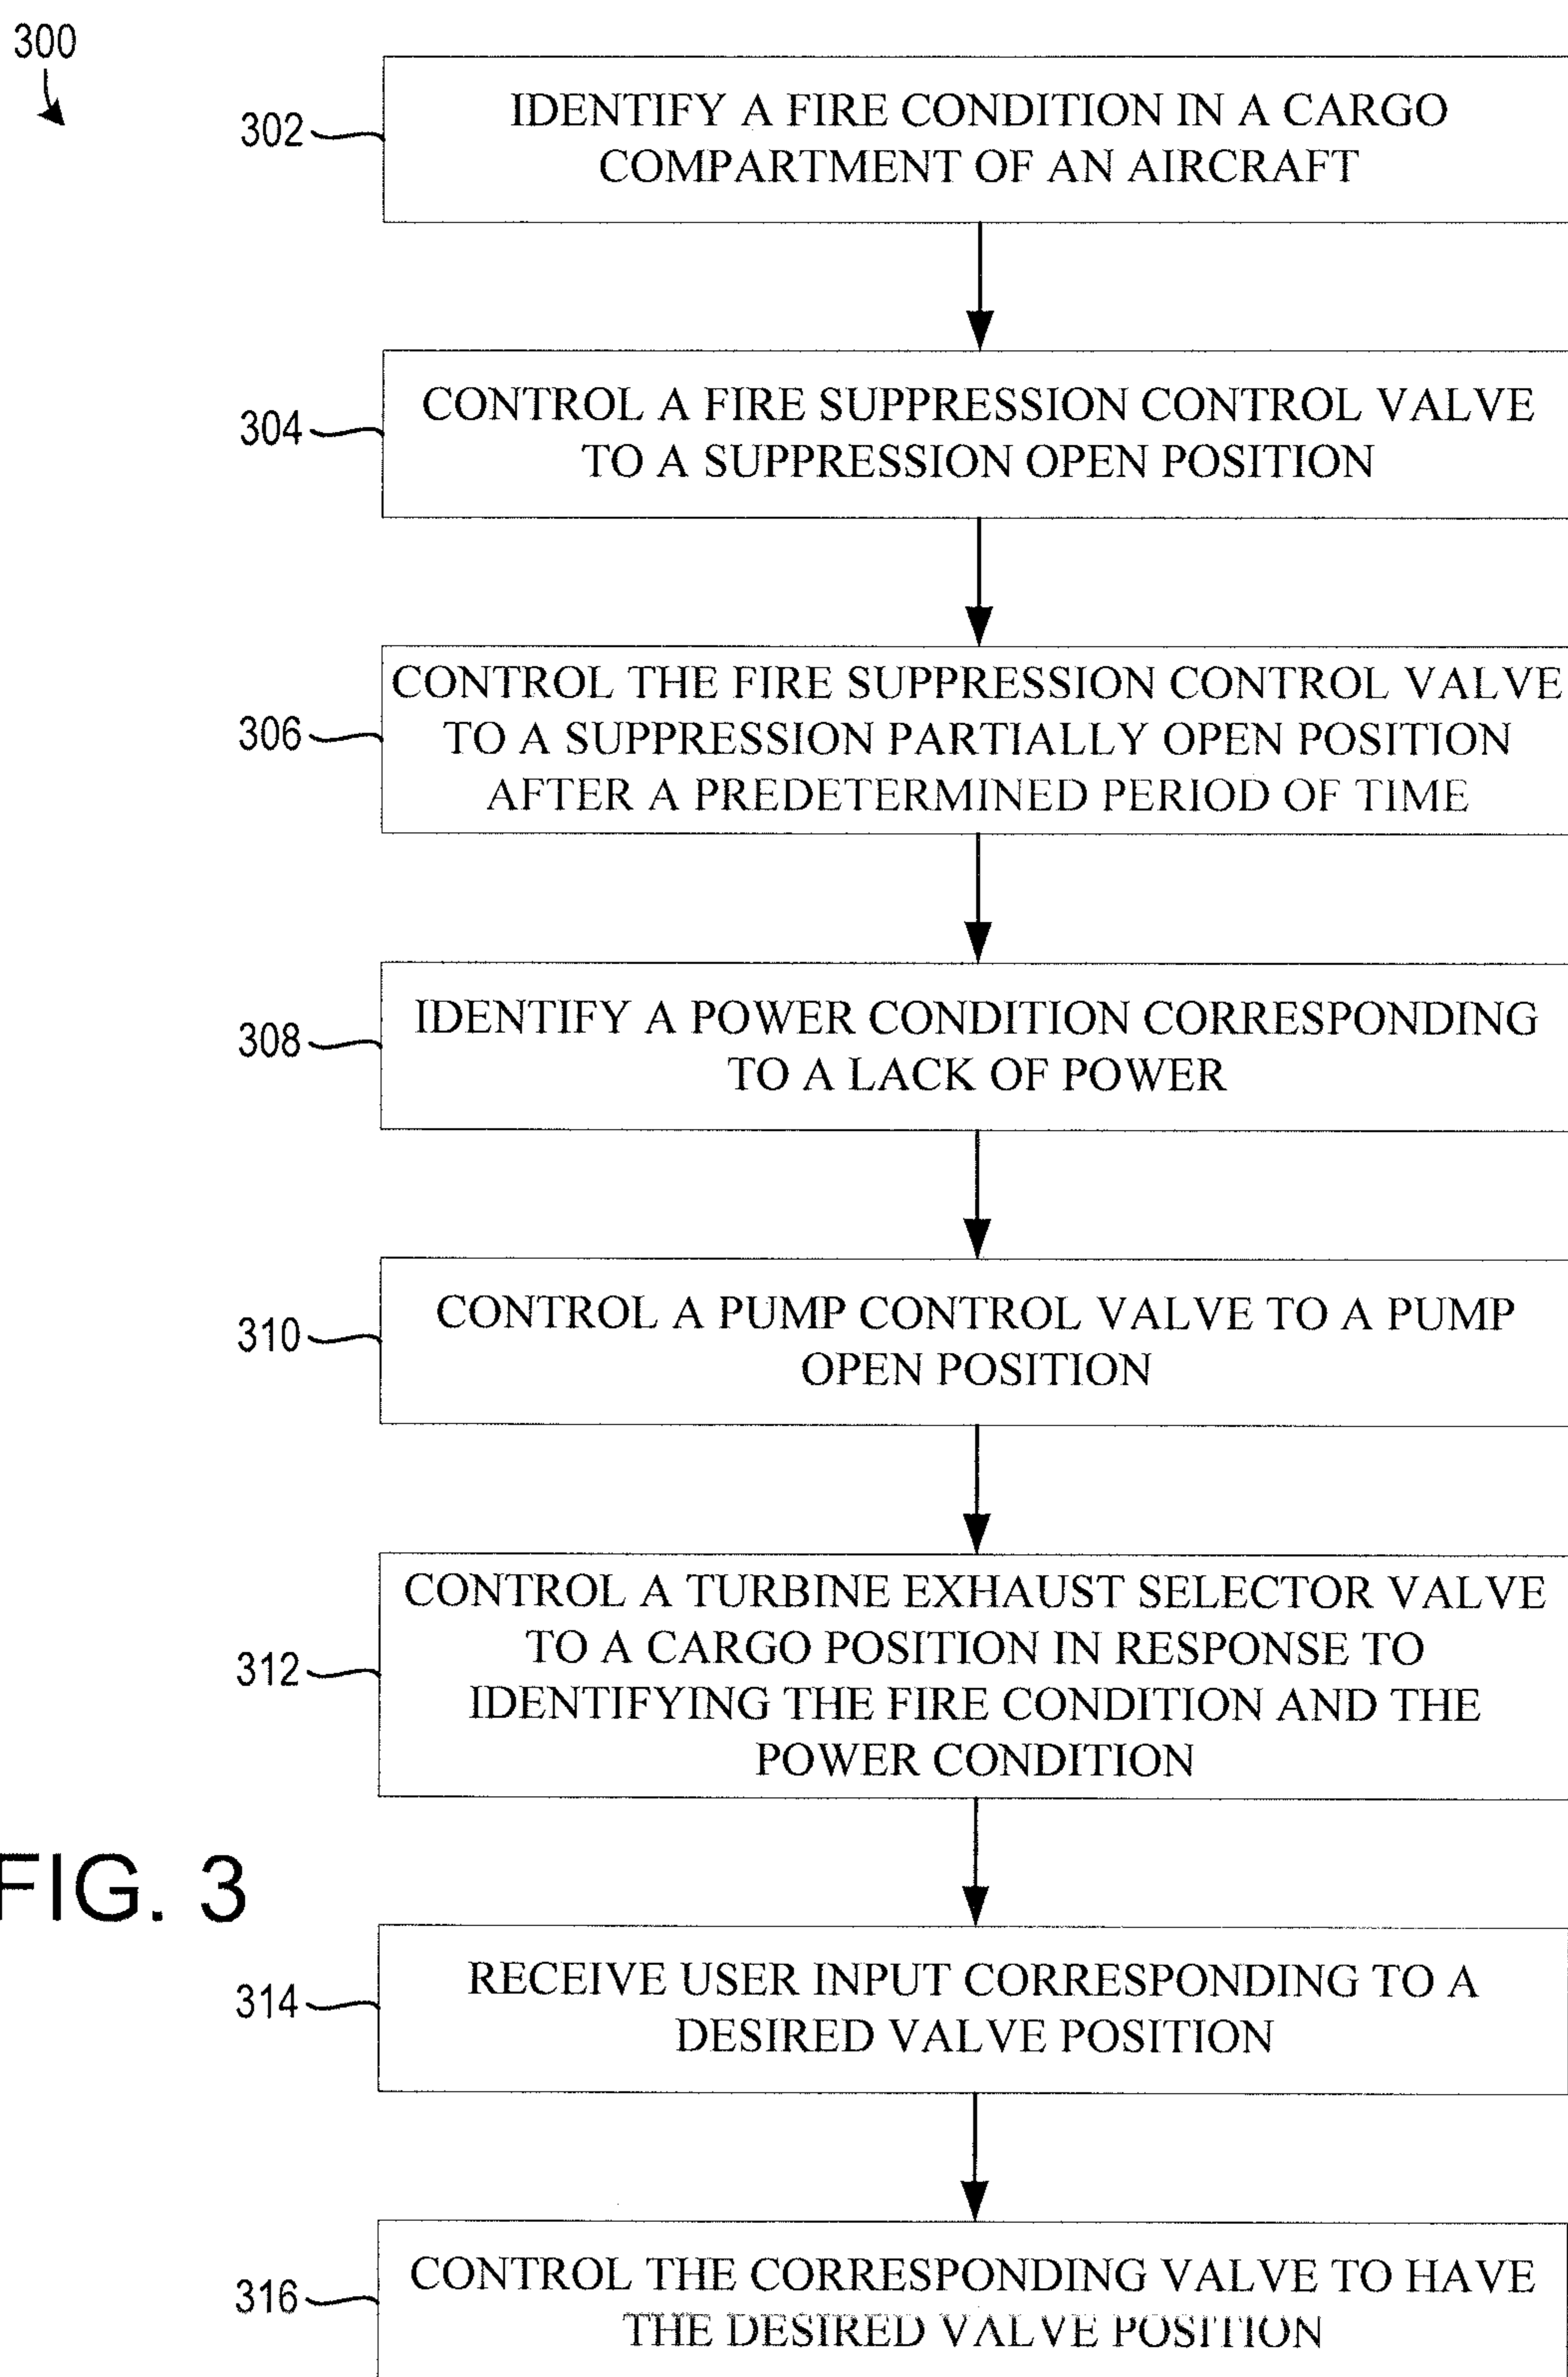 300
302
IDENTIFY A FIRE CONDITION IN A CARGO
COMPARTMENT OF AN AIRCRAFT
304
CONTROL A FIRE SUPPRESSION CONTROL VALVE
TO A SUPPRESSION OPEN POSITION
306
CONTROL THE FIRE SUPPRESSION CONTROL VALVE
TO A SUPPRESSION PARTIALLY OPEN POSITION
AFTER A PREDETERMINED PERIOD OF TIME
308
IDENTIFY A POWER CONDITION CORRESPONDING
TO A LACK OF POWER
310
CONTROL A PUMP CONTROL VALVE TO A PUMP
OPEN POSITION
312
CONTROL A TURBINE EXHAUST SELECTOR VALVE
TO A CARGO POSITION IN RESPONSE TO
IDENTIFYING THE FIRE CONDITION AND THE
POWER CONDITION
FIG. 3
314
RECEIVE USER INPUT CORRESPONDING TO A
DESIRED VALVE POSITION
316
CONTROL THE CORRESPONDING VALVE TO HAVE
THE DESIRED VALVE POSITION